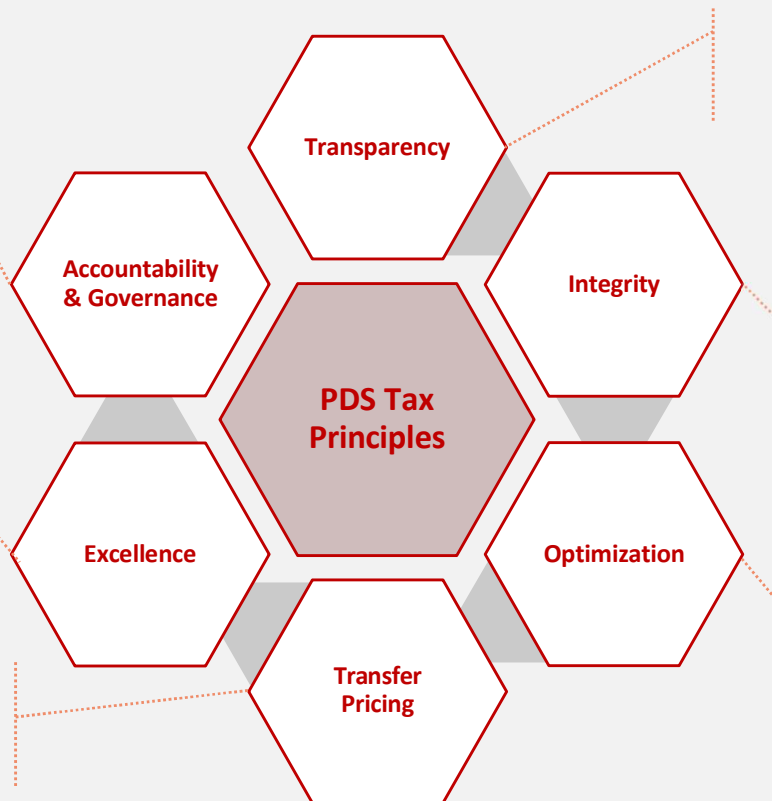 Transparency
Accountability
& Governance
Integrity
PDS Tax
Principles
Excellence
Optimization
Transfer
Pricing